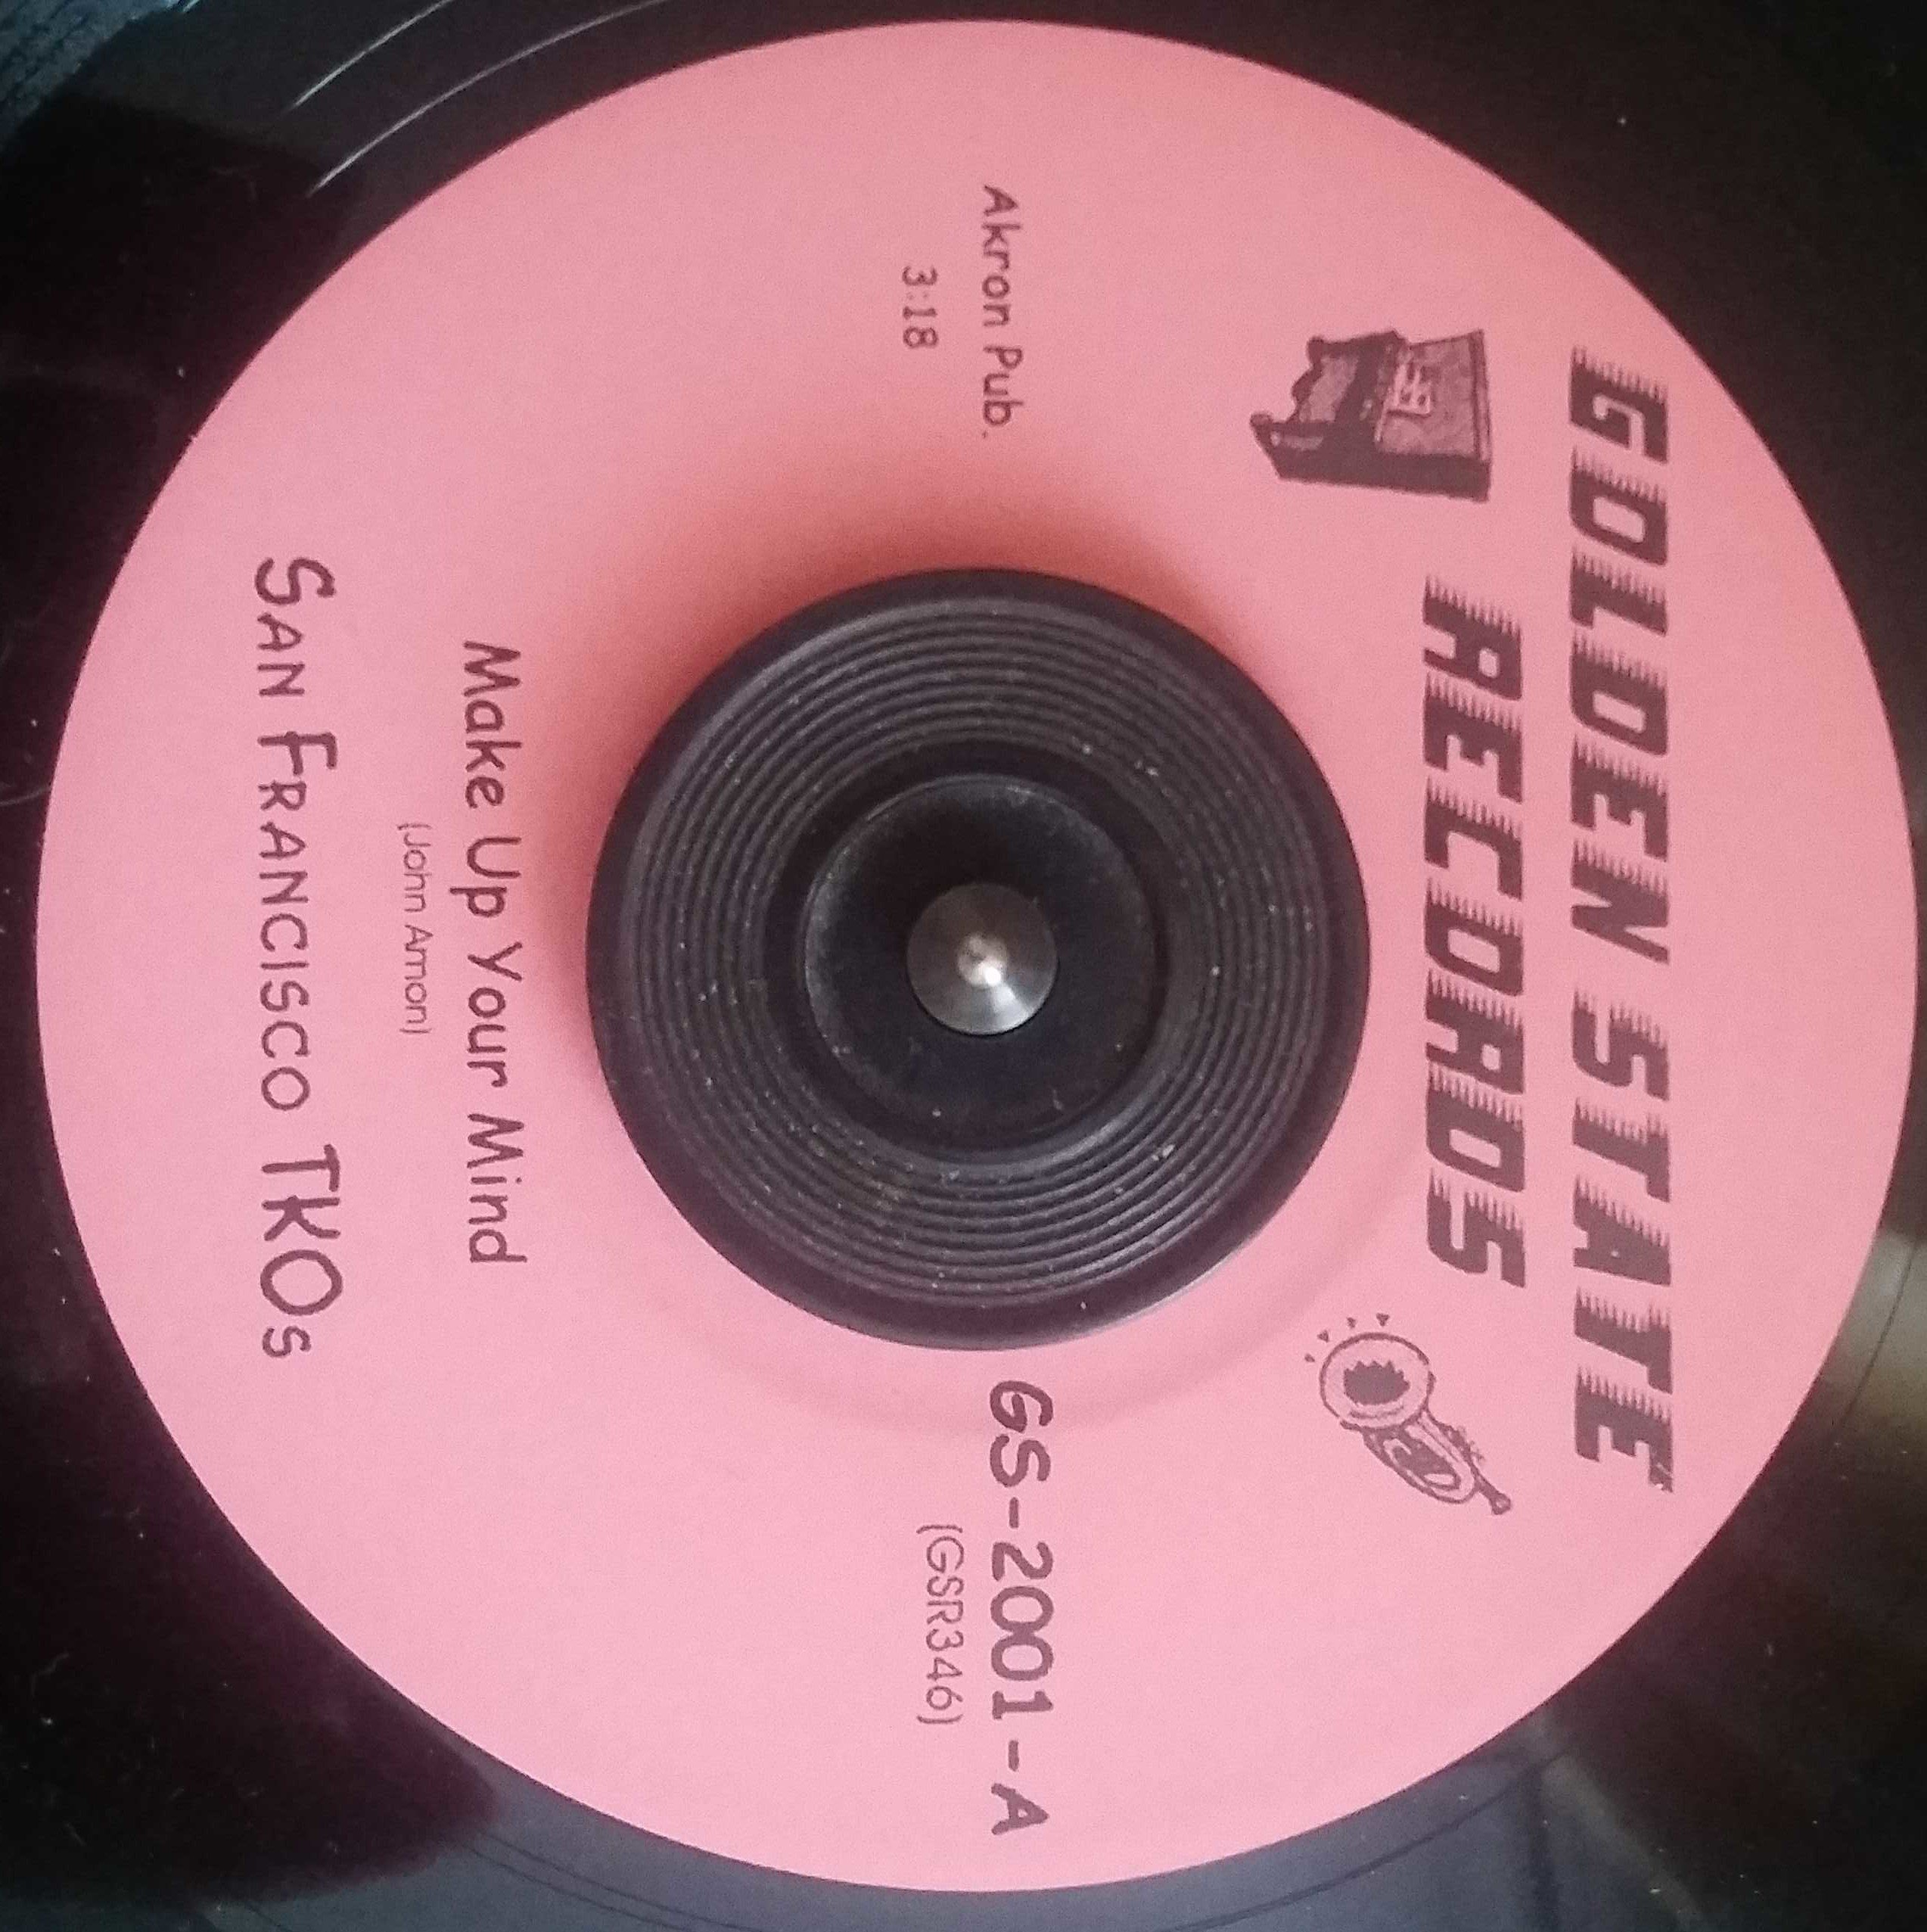 GOLDEN STATE
RECORDS
Akron Pub.
3:18
GS-2001-A
(GSR346)
Make Up Your Mind
(John Amon)
SAN FRANCISCO TKOs